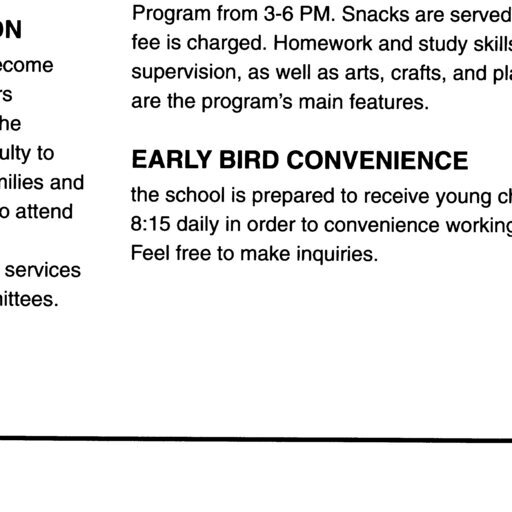 ON
ecome
rs
he
ulty to
nilies and
o attend
services
nittees.
Program from 3-6 PM. Snacks are served
fee is charged. Homework and study skills
supervision, as well as arts, crafts, and pla
are the program's main features.
EARLY BIRD CONVENIENCE
the school is prepared to receive young ch
8:15 daily in order to convenience working
Feel free to make inquiries.